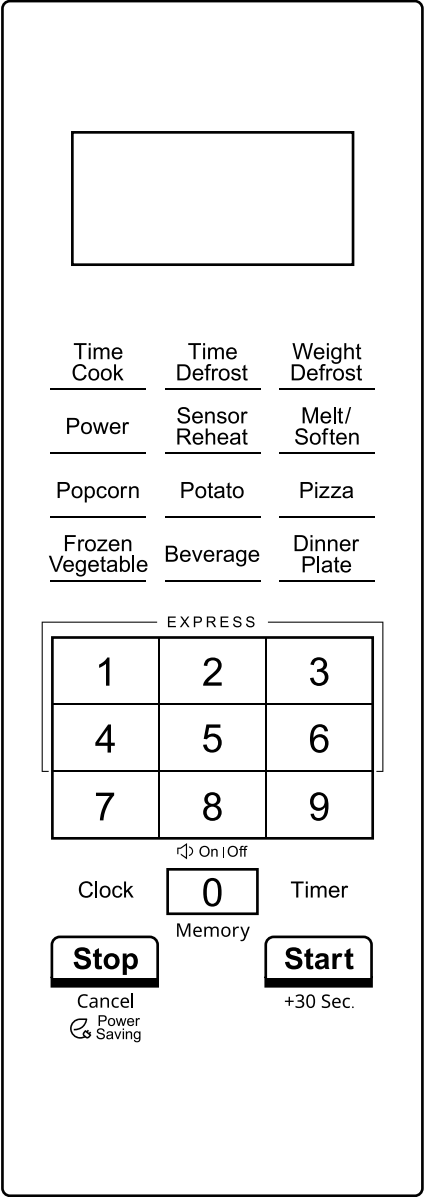 Time Cook
Time Defrost
Weight Defrost
Power
Sensor Reheat
Melt/ Soften
Popcorn
Potato
Pizza
Frozen Vegetable
Beverage
Dinner Plate
EXPRESS
1 2 3
4 5 6
7 8 9
On | Off
Clock
0
Timer
Memory
Stop
Start
Cancel
+30 Sec.
Power Saving